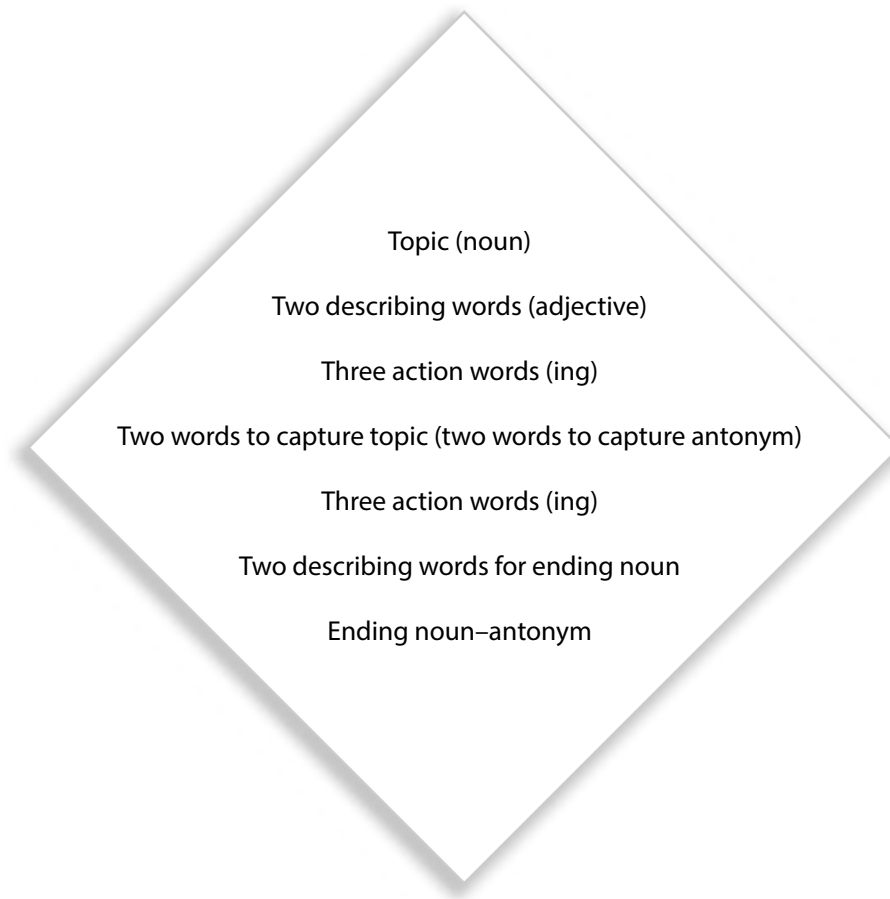 Topic (noun)
Two describing words (adjective)
Three action words (ing)
Two words to capture topic (two words to capture antonym)
Three action words (ing)
Two describing words for ending noun
Ending noun–antonym